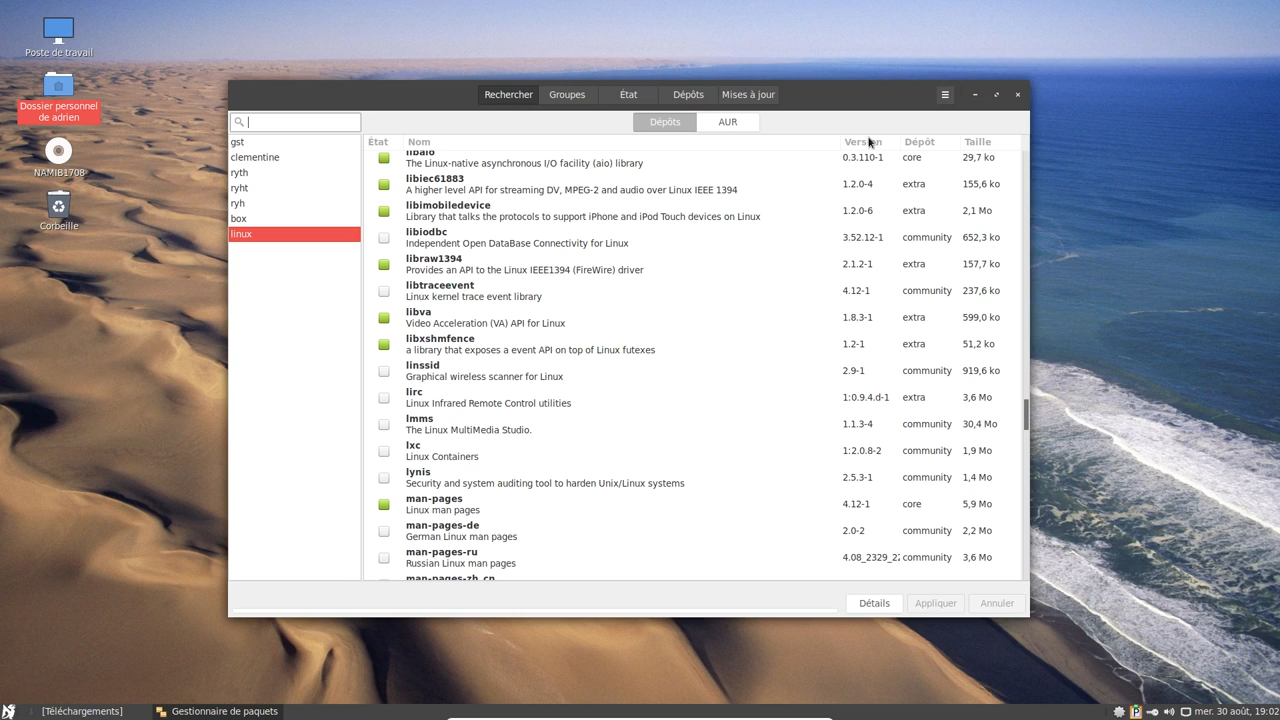 Poste de travail
Dossier personnel
de adrien
NAMIB1708
Corbeille
Rechercher Groupes État Dépôts Mises à jour
Dépôts AUR
gst
clementine
ryth
ryht
ryh
box
linux
État Nom Version Dépôt Taille
libaio
The Linux-native asynchronous I/O facility (aio) library 0.3.110-1 core 29,7 ko
libiec61883
A higher level API for streaming DV, MPEG-2 and audio over Linux IEEE 1394 1.2.0-4 extra 155,6 ko
libimobiledevice
Library that talks the protocols to support iPhone and iPod Touch devices on Linux 1.2.0-6 extra 2,1 Mo
libiodbc
Independent Open DataBase Connectivity for Linux 3.52.12-1 community 652,3 ko
libraw1394
Provides an API to the Linux IEEE1394 (FireWire) driver 2.1.2-1 extra 157,7 ko
libtraceevent
Linux kernel trace event library 4.12-1 community 237,6 ko
libva
Video Acceleration (VA) API for Linux 1.8.3-1 extra 599,0 ko
libxshmfence
a library that exposes a event API on top of Linux futexes 1.2-1 extra 51,2 ko
linssid
Graphical wireless scanner for Linux 2.9-1 community 919,6 ko
lirc
Linux Infrared Remote Control utilities 1:0.9.4.d-1 extra 3,6 Mo
lmms
The Linux MultiMedia Studio. 1.1.3-4 community 30,4 Mo
lxc
Linux Containers 1:2.0.8-2 community 1,9 Mo
lynis
Security and system auditing tool to harden Unix/Linux systems 2.5.3-1 community 1,4 Mo
man-pages
Linux man pages 4.12-1 core 5,9 Mo
man-pages-de
German Linux man pages 2.0-2 community 2,2 Mo
man-pages-ru
Russian Linux man pages 4.08_2329_2 community 3,6 Mo
man-pages-zh_cn
Détails Appliquer Annuler
[Téléchargements] Gestionnaire de paquets mer. 30 août, 19:02